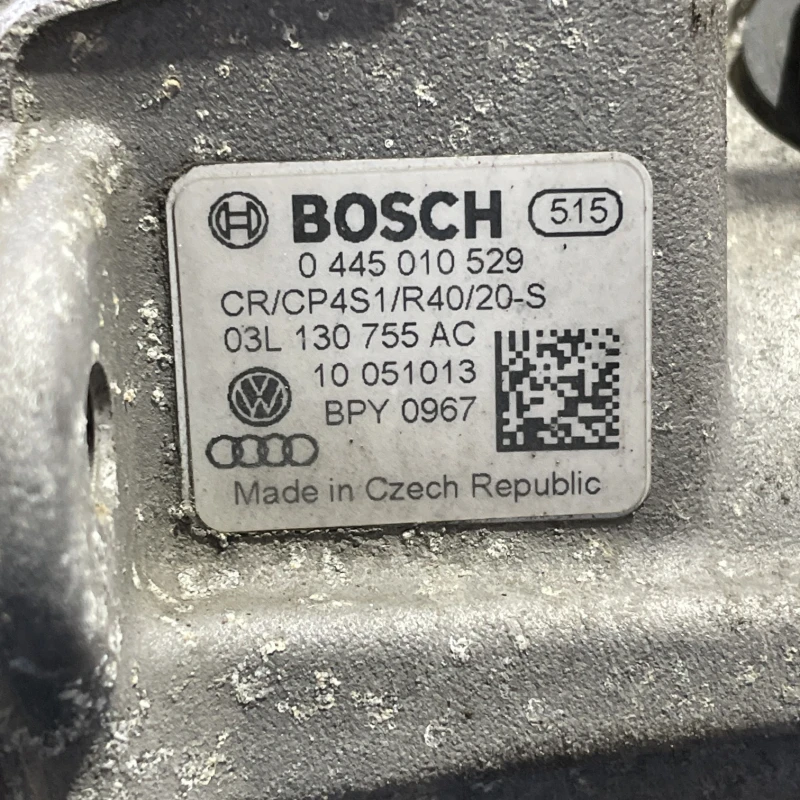 BOSCH 515
0 445 010 529
CR/CP4S1/R40/20-S
03L 130 755 AC
10 051013
BPY 0967
Made in Czech Republic